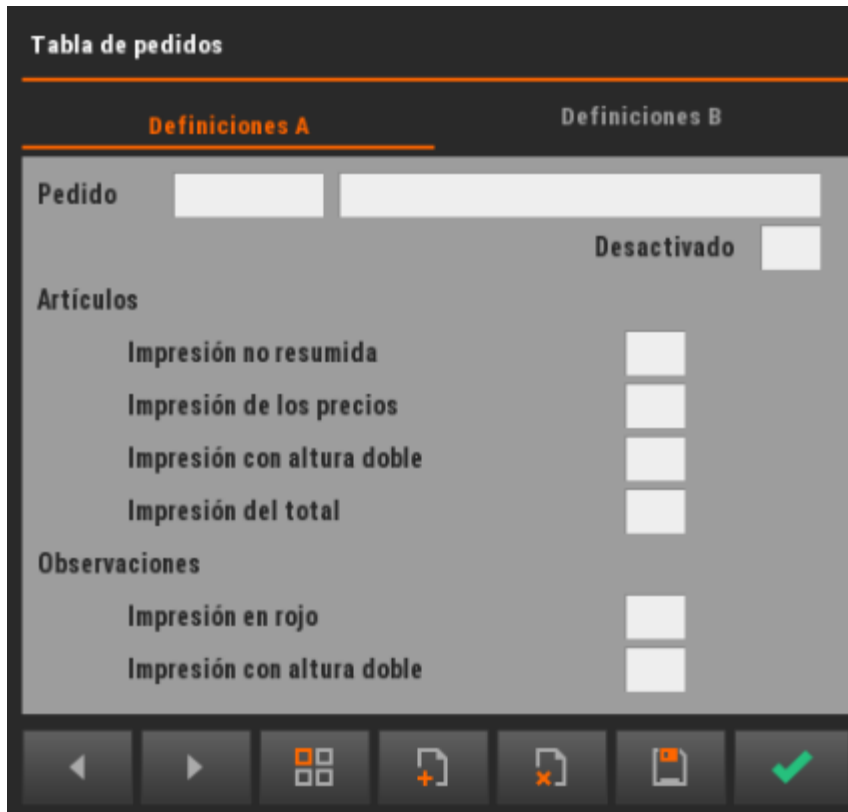 Tabla de pedidos
Definiciones A
Definiciones B
Pedido
Desactivado
Artículos
Impresión no resumida
Impresión de los precios
Impresión con altura doble
Impresión del total
Observaciones
Impresión en rojo
Impresión con altura doble